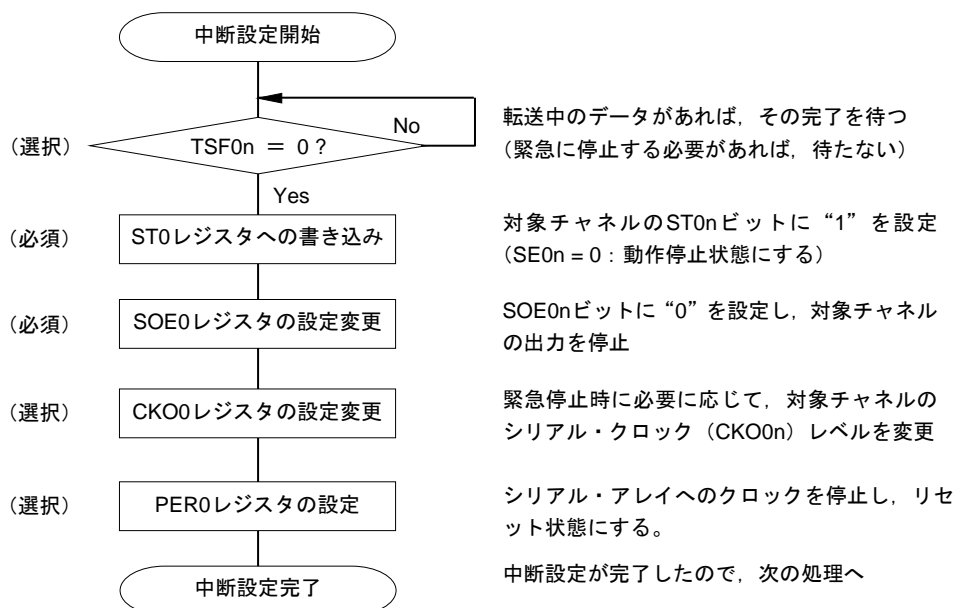 中断設定開始
No
転送中のデータがあれば，その完了を待つ
（選択）
TSF0n ＝ 0？
（緊急に停止する必要があれば，待たない）
Yes
（必須）
ST0レジスタへの書き込み
対象チャネルのST0nビットに“1”を設定
（SE0n = 0：動作停止状態にする）
（必須）
SOE0レジスタの設定変更
SOE0nビットに“0”を設定し，対象チャネル
の出力を停止
（選択）
CKO0レジスタの設定変更
緊急停止時に必要に応じて，対象チャネルの
シリアル・クロック（CKO0n）レベルを変更
（選択）
PER0レジスタの設定
シリアル・アレイへのクロックを停止し，リセ
ット状態にする。
中断設定完了
中断設定が完了したので，次の処理へ